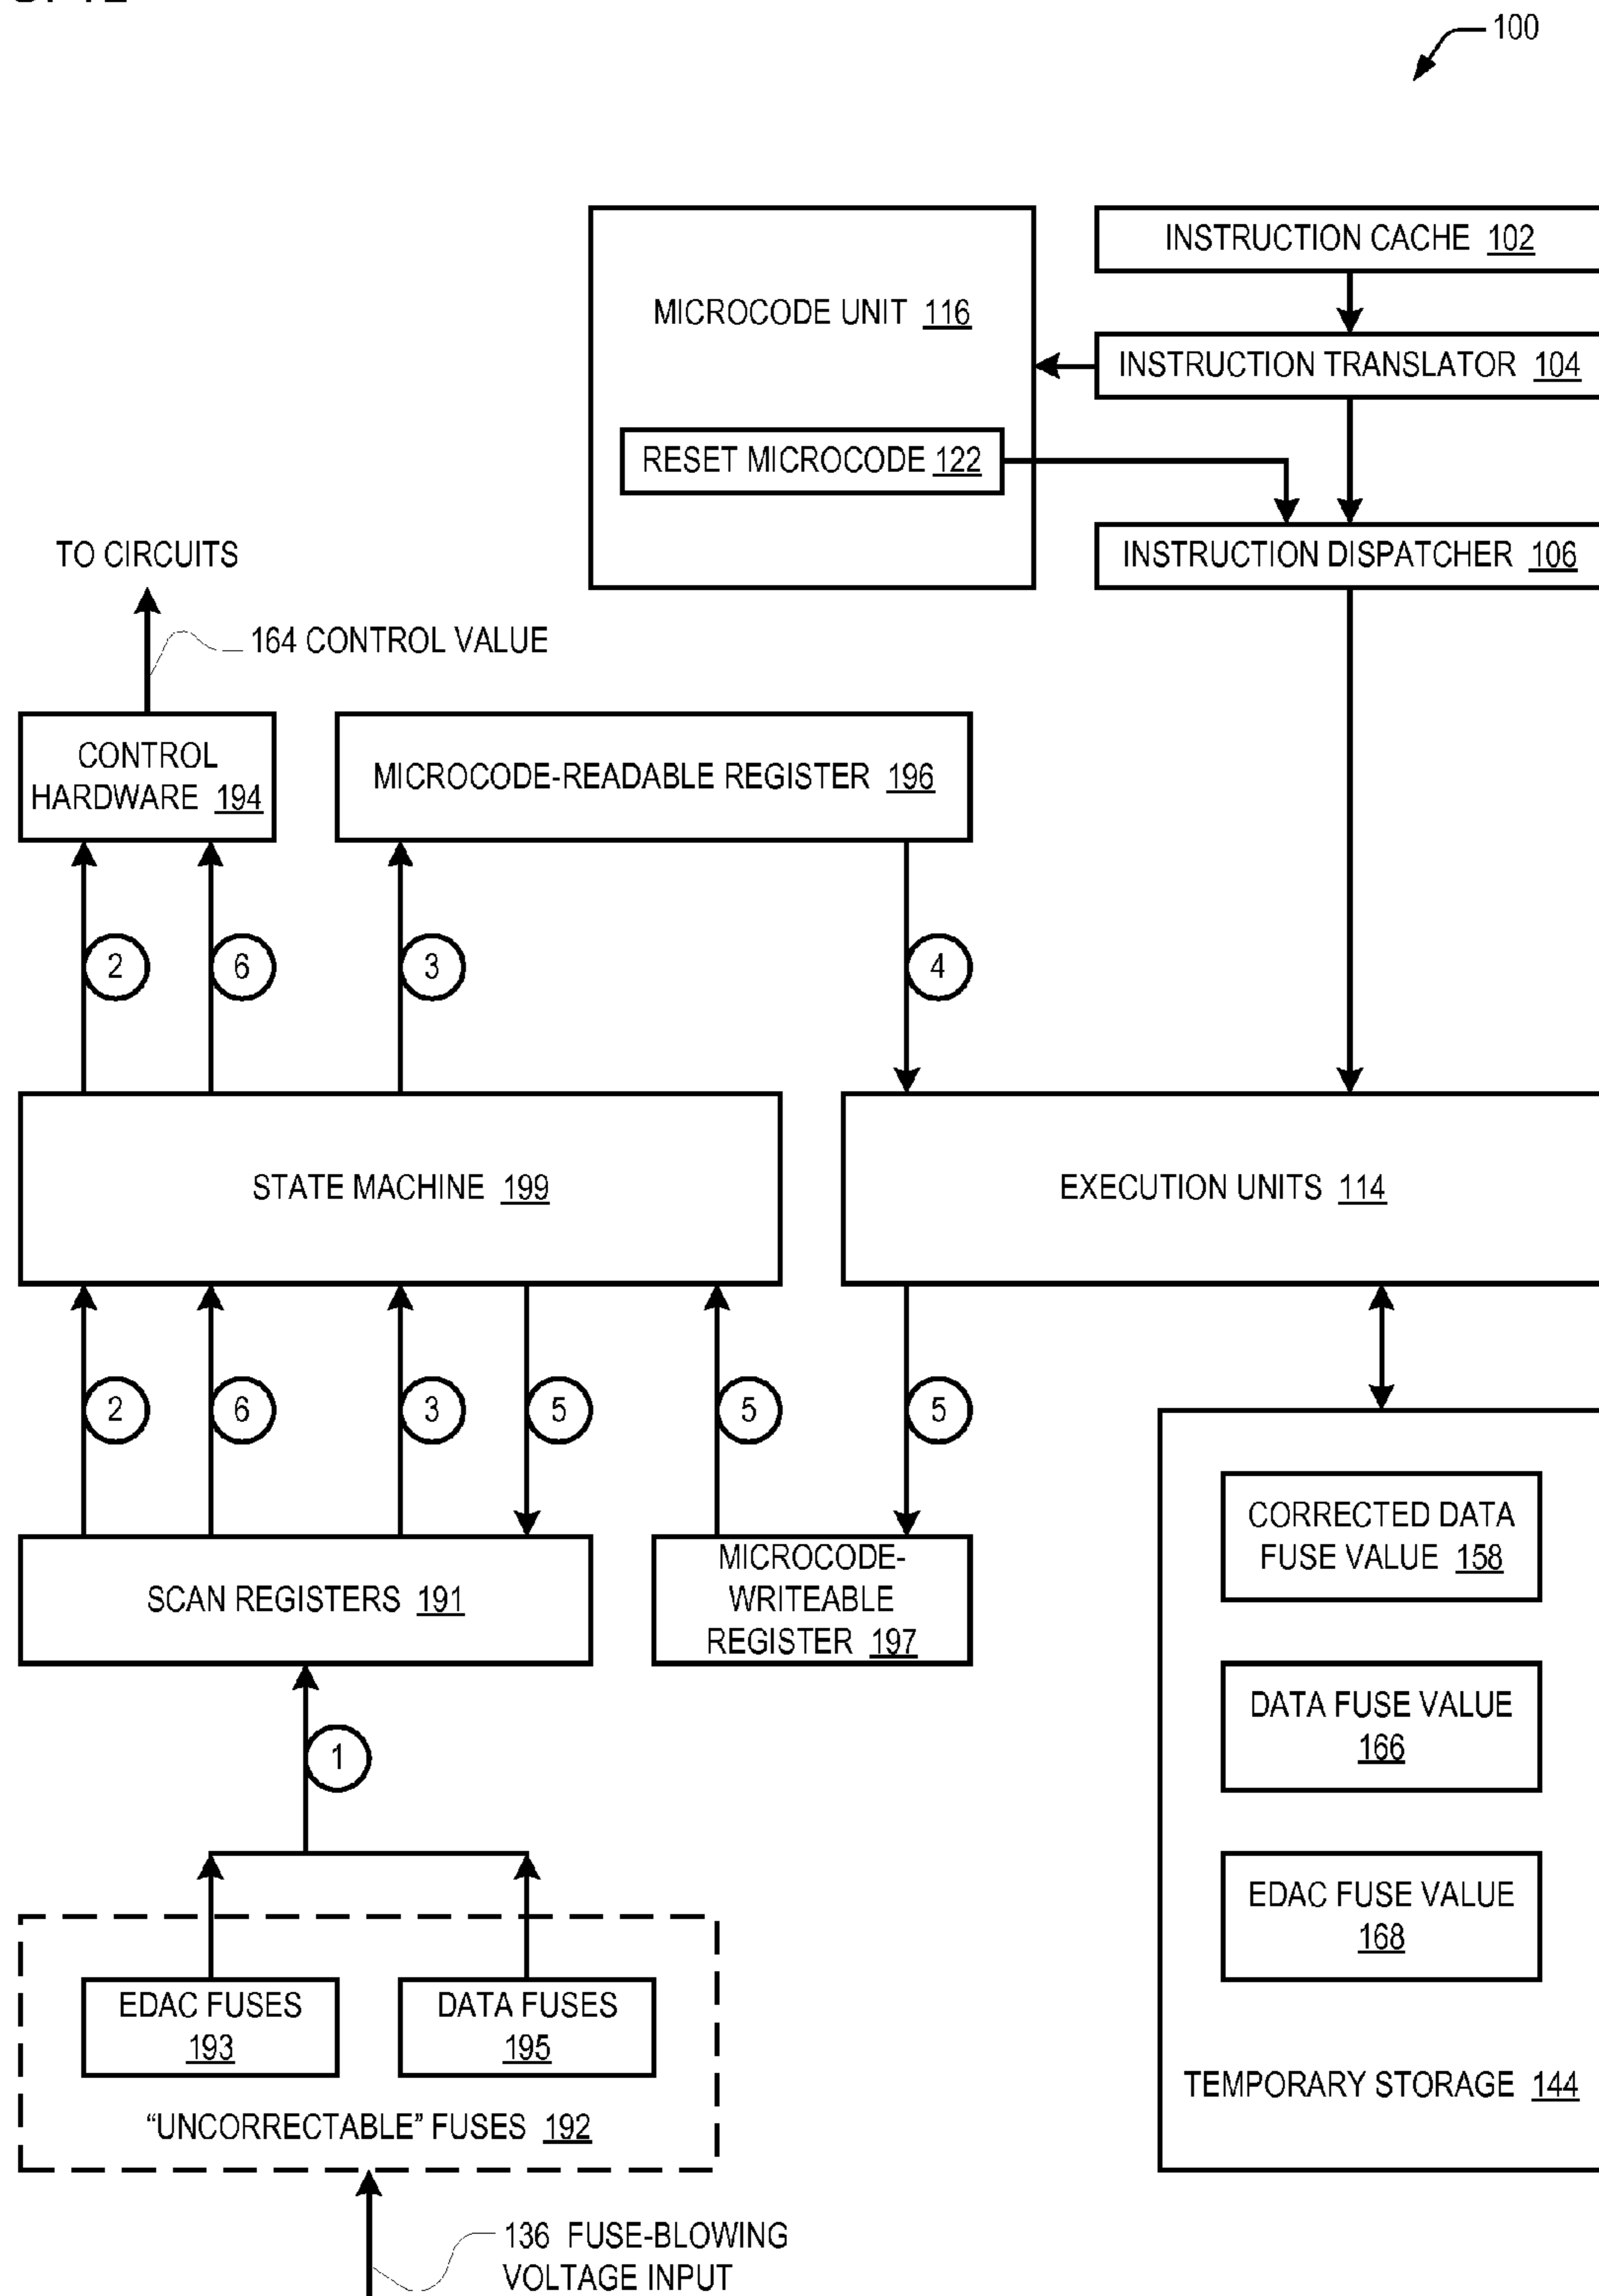 100
INSTRUCTION CACHE 102
MICROCODE UNIT 116
INSTRUCTION TRANSLATOR 104
RESET MICROCODE 122
INSTRUCTION DISPATCHER 106
TO CIRCUITS
164 CONTROL VALUE
CONTROL
HARDWARE 194
MICROCODE-READABLE REGISTER 196
2
6
3
4
STATE MACHINE 199
EXECUTION UNITS 114
2
6
3
5
5
5
SCAN REGISTERS 191
MICROCODE-
WRITEABLE
REGISTER 197
CORRECTED DATA
FUSE VALUE 158
DATA FUSE VALUE
166
1
EDAC FUSE VALUE
168
EDAC FUSES
193
DATA FUSES
195
TEMPORARY STORAGE 144
“UNCORRECTABLE” FUSES 192
136 FUSE-BLOWING
VOLTAGE INPUT